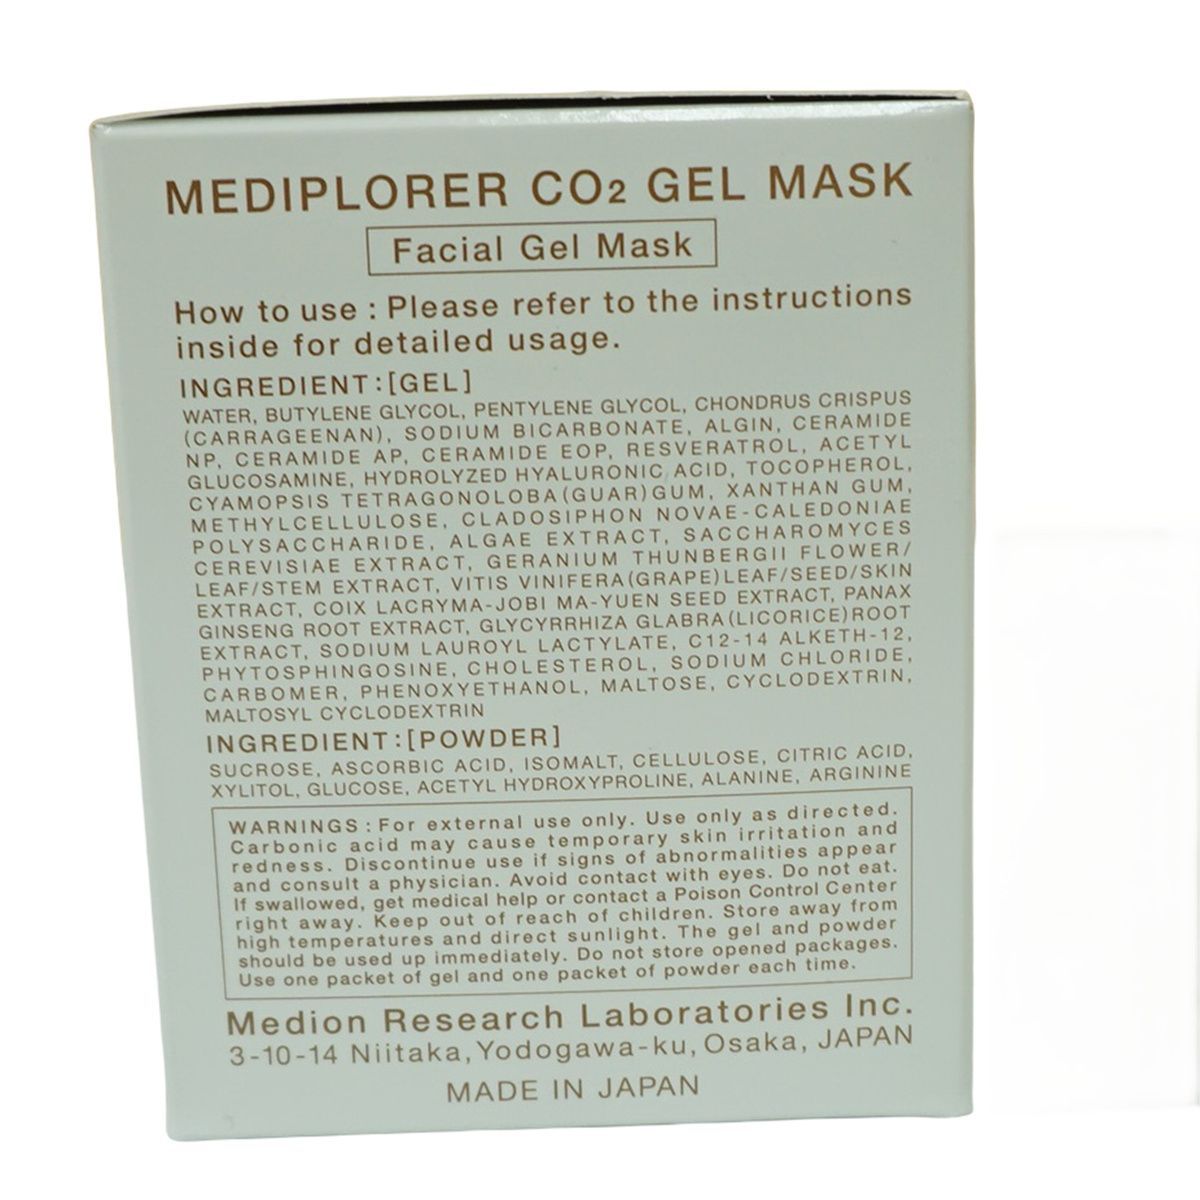 MEDIPLORER CO2 GEL MASK
Facial Gel Mask
How to use : Please refer to the instructions
inside for detailed usage.
INGREDIENT:[GEL]
WATER, BUTYLENE GLYCOL, PENTYLENE GLYCOL, CHONDRUS CRISPUS
(CARRAGEENAN), SODIUM BICARBONATE, ALGIN, CERAMIDE
NP, CERAMIDE AP, CERAMIDE EOP, RESVERATROL, ACETYL
GLUCOSAMINE, HYDROLYZED HYALURONIC ACID, TOCOPHEROL,
CYAMOPSIS TETRAGONOLOBA(GUAR)GUM, XANTHAN GUM,
METHYLCELLULOSE, CLADOSIPHON NOVAE-CALEDONIAE
POLYSACCHARIDE, ALGAE EXTRACT, SACCHAROMYCES
CEREVISIAE EXTRACT, GERANIUM THUNBERGII FLOWER/
LEAF/STEM EXTRACT, VITIS VINIFERA(GRAPE)LEAF/SEED/SKIN
EXTRACT, COIX LACRYMA-JOBI MA-YUEN SEED EXTRACT, PANAX
GINSENG ROOT EXTRACT, GLYCYRRHIZA GLABRA(LICORICE)ROOT
EXTRACT, SODIUM LAUROYL LACTYLATE, C12-14 ALKETH-12,
PHYTOSPHINGOSINE, CHOLESTEROL, SODIUM CHLORIDE,
CARBOMER, PHENOXYETHANOL, MALTOSE, CYCLODEXTRIN,
MALTOSYL CYCLODEXTRIN
INGREDIENT:[POWDER]
SUCROSE, ASCORBIC ACID, ISOMALT, CELLULOSE, CITRIC ACID,
XYLITOL, GLUCOSE, ACETYL HYDROXYPROLINE, ALANINE, ARGININE
WARNINGS : For external use only. Use only as directed.
Carbonic acid may cause temporary skin irritation and
redness. Discontinue use if signs of abnormalities appear
and consult a physician. Avoid contact with eyes. Do not eat.
If swallowed, get medical help or contact a Poison Control Center
right away. Keep out of reach of children. Store away from
high temperatures and direct sunlight. The gel and powder
should be used up immediately. Do not store opened packages.
Use one packet of gel and one packet of powder each time.
Medion Research Laboratories Inc.
3-10-14 Niitaka, Yodogawa-ku, Osaka, JAPAN
MADE IN JAPAN